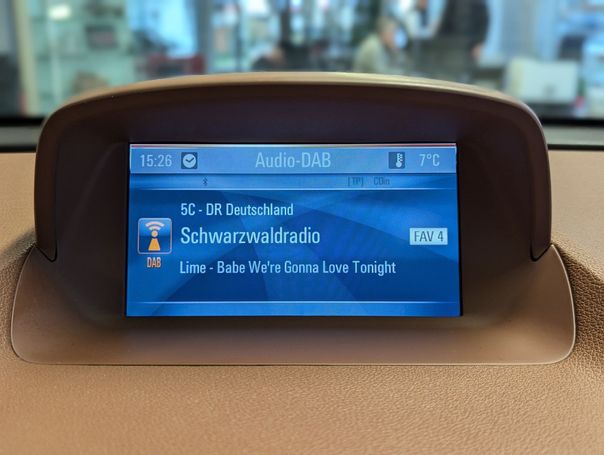 15:26 Audio-DAB 7°C
[TP] CDin
5C - DR Deutschland
Schwarzwaldradio FAV 4
DAB
Lime - Babe We're Gonna Love Tonight